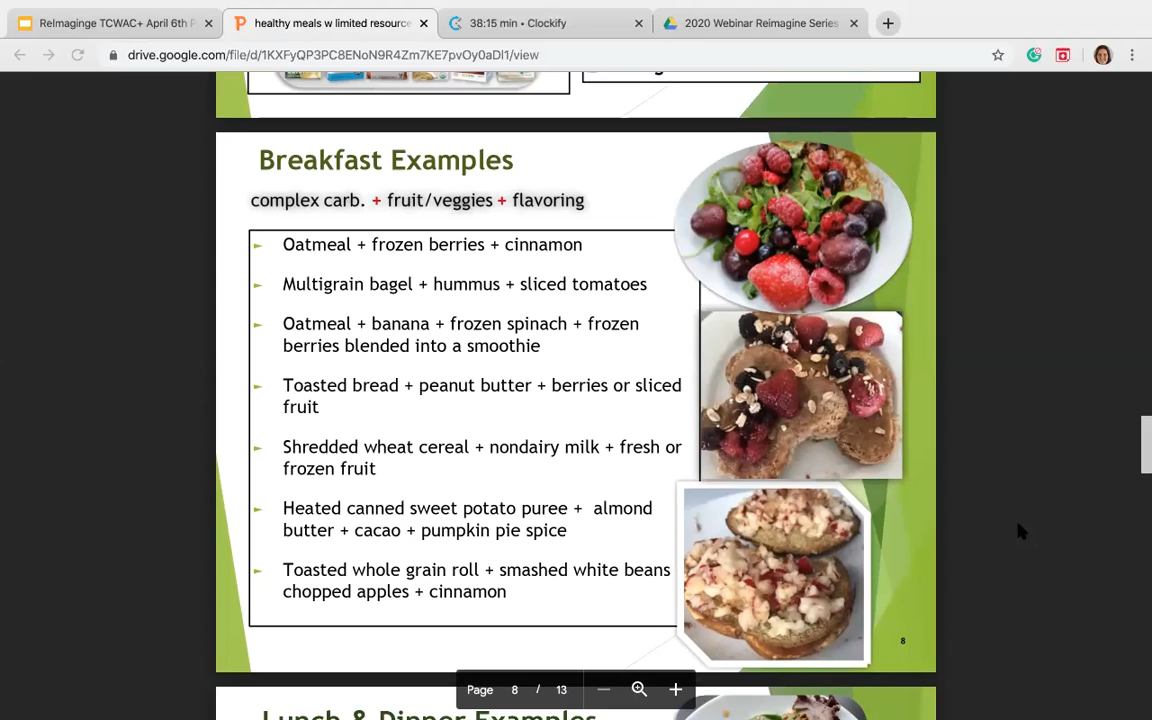 ReImaginge TCWAC+ April 6th P
healthy meals w limited resource
38:15 min • Clockify
2020 Webinar Reimagine Series
drive.google.com/file/d/1KXFyQP3PC8ENoN9R4Zm7KE7pvOy0aDl1/view
Breakfast Examples
complex carb. + fruit/veggies + flavoring
Oatmeal + frozen berries + cinnamon
Multigrain bagel + hummus + sliced tomatoes
Oatmeal + banana + frozen spinach + frozen
berries blended into a smoothie
Toasted bread + peanut butter + berries or sliced
fruit
Shredded wheat cereal + nondairy milk + fresh or
frozen fruit
Heated canned sweet potato puree + almond
butter + cacao + pumpkin pie spice
Toasted whole grain roll + smashed white beans
chopped apples + cinnamon
8
Page 8 / 13
Lunch & Dinner Examples